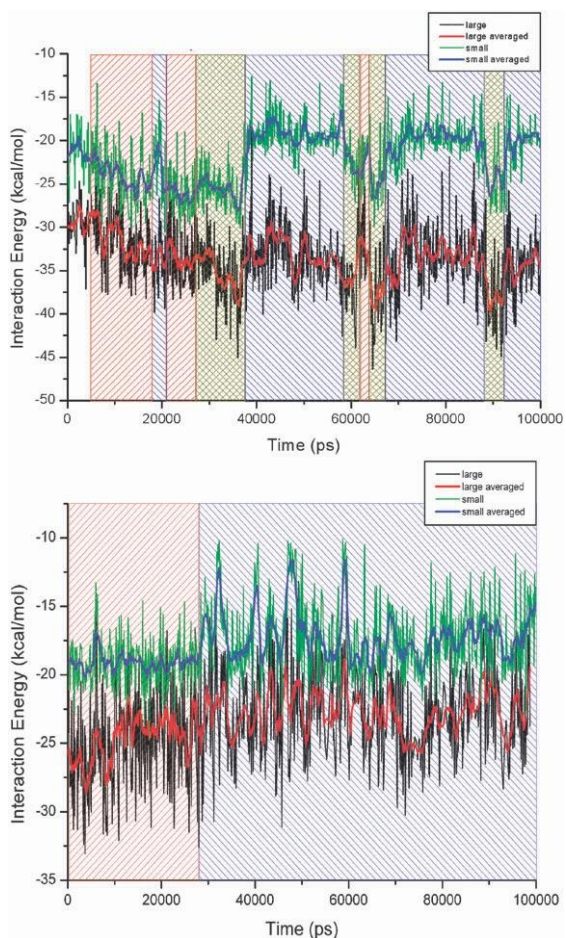 large
large averaged
small
small averaged
-10
-15
-20
-25
-30
-35
-40
-45
-50
Interaction Energy (kcal/mol)
0 20000 40000 60000 80000 100000
Time (ps)
large
large averaged
small
small averaged
-10
-15
-20
-25
-30
-35
Interaction Energy (kcal/mol)
0 20000 40000 60000 80000 100000
Time (ps)